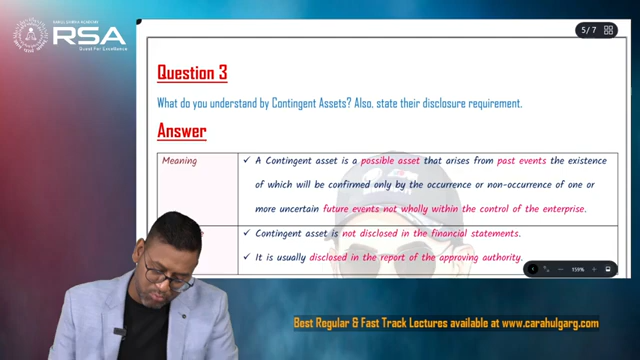 RSA
Quest For Excellence
5 / 7
Question 3
What do you understand by Contingent Assets? Also, state their disclosure requirement.
Answer
Meaning
✓ A Contingent asset is a possible asset that arises from past events the existence
of which will be confirmed only by the occurrence or non-occurrence of one or
more uncertain future events not wholly within the control of the enterprise.
✓ Contingent asset is not disclosed in the financial statements.
✓ It is usually disclosed in the report of the approving authority.
159%
Best Regular & Fast Track Lectures available at www.carahulgarg.com